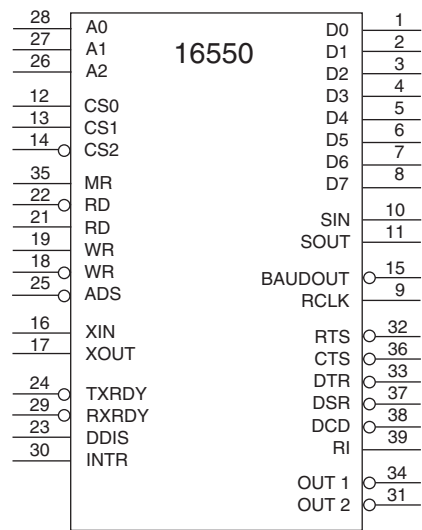 16550
28 A0
27 A1
26 A2
12 CS0
13 CS1
14 CS2
35 MR
22 RD
21 RD
19 WR
18 WR
25 ADS
16 XIN
17 XOUT
24 TXRDY
29 RXRDY
23 DDIS
30 INTR
D0 1
D1 2
D2 3
D3 4
D4 5
D5 6
D6 7
D7 8
SIN 10
SOUT 11
BAUDOUT 15
RCLK 9
RTS 32
CTS 36
DTR 33
DSR 37
DCD 38
RI 39
OUT 1 34
OUT 2 31